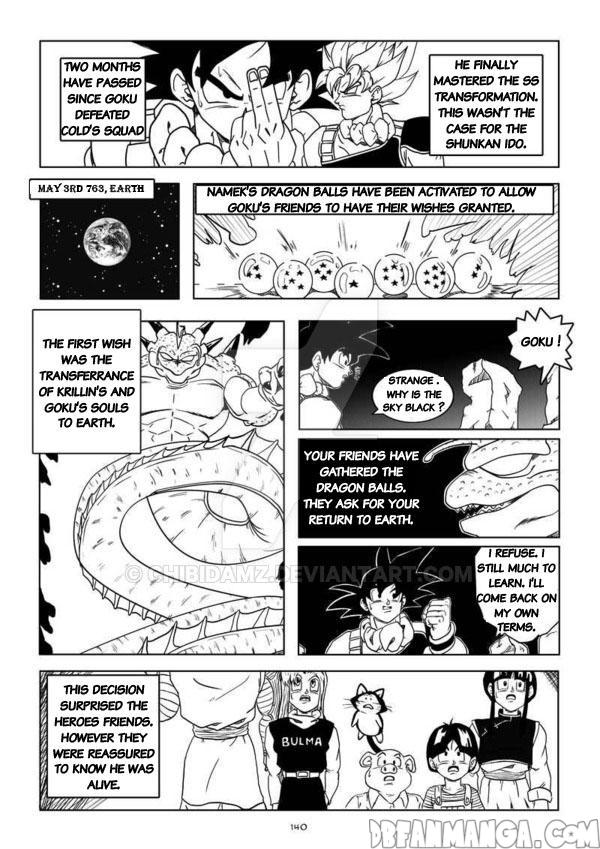 TWO MONTHS
HAVE PASSED
SINCE GOKU
DEFEATED
COLD'S SQUAD
HE FINALLY
MASTERED THE SS
TRANSFORMATION.
THIS WASN'T THE
CASE FOR THE
SHUNKAN IDO.
MAY 3RD 763, EARTH
NAMEK'S DRAGON BALLS HAVE BEEN ACTIVATED TO ALLOW
GOKU'S FRIENDS TO HAVE THEIR WISHES GRANTED.
THE FIRST WISH
WAS THE
TRANSFERRANCE
OF KRILLIN'S AND
GOKU'S SOULS
TO EARTH.
GOKU !
STRANGE .
WHY IS THE
SKY BLACK ?
YOUR FRIENDS HAVE
GATHERED THE
DRAGON BALLS.
THEY ASK FOR YOUR
RETURN TO EARTH.
I REFUSE. I
STILL MUCH TO
LEARN. I'LL
COME BACK ON
MY OWN
TERMS.
© CHIBIDAMZ.DEVIANTART.COM
THIS DECISION
SURPRISED THE
HEROES FRIENDS.
HOWEVER THEY
WERE REASSURED
TO KNOW HE WAS
ALIVE.
BULMA
140
DBFANMANGA.COM